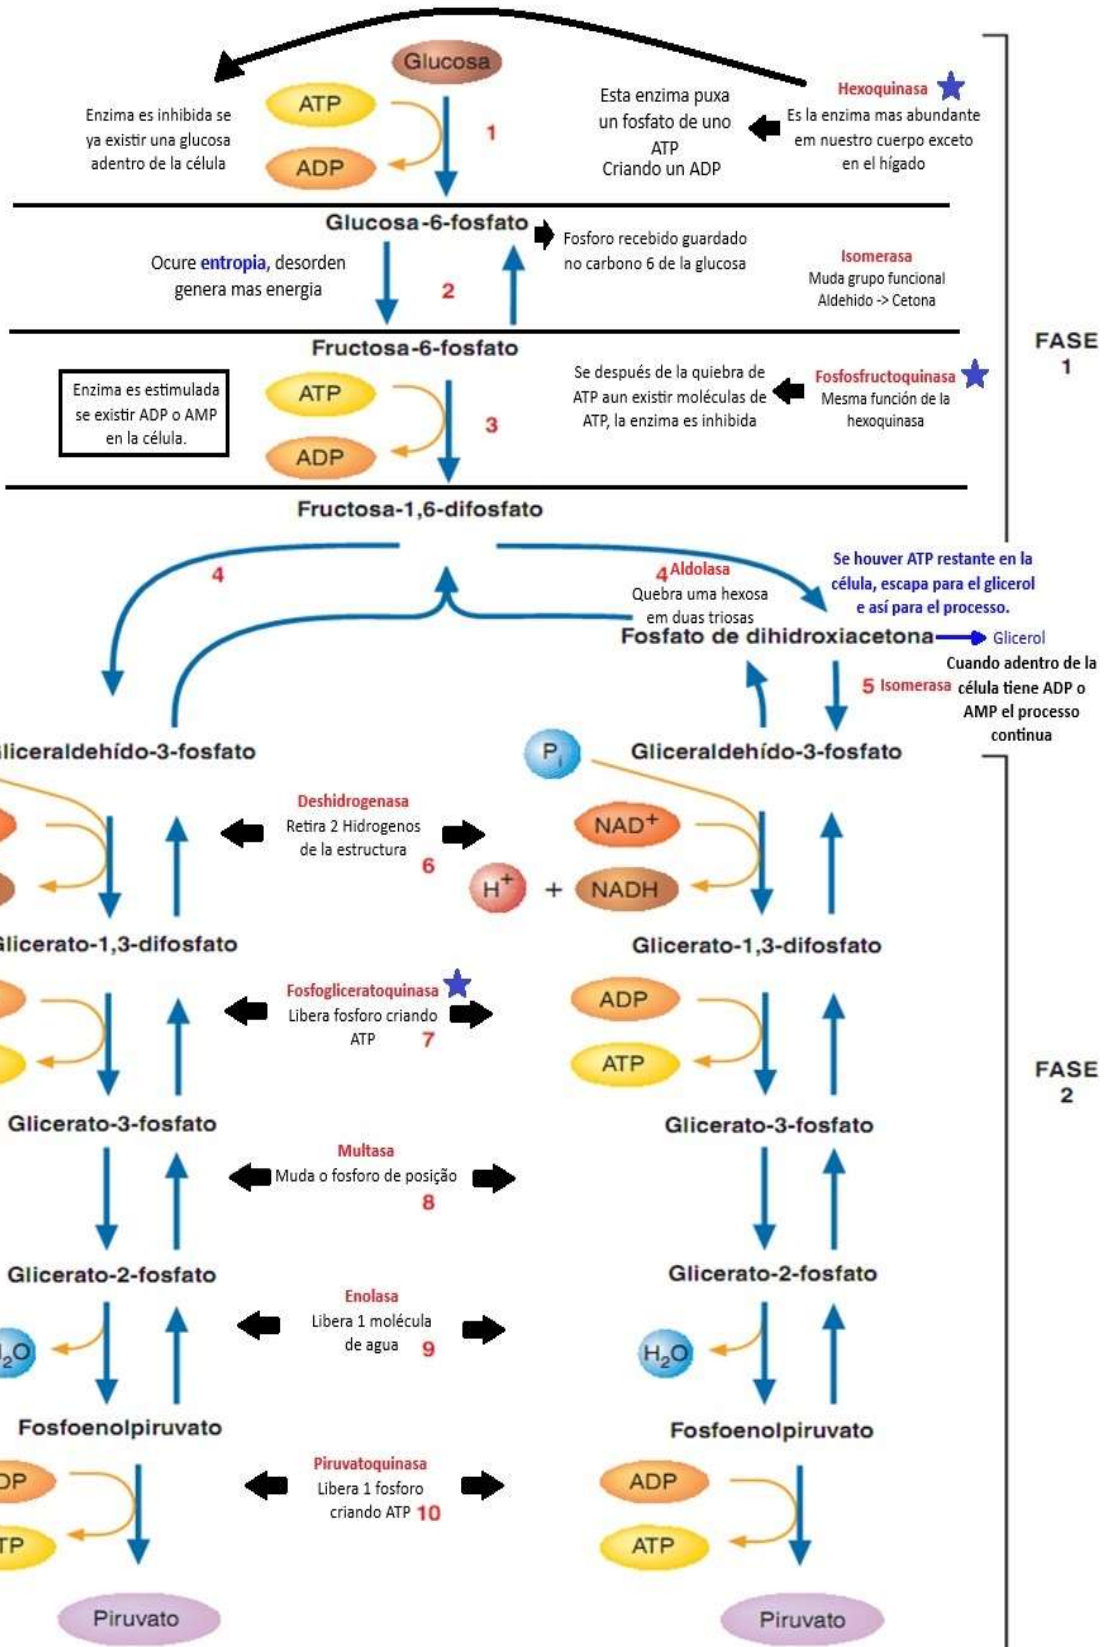 Glucosa
Hexoquinasa
Es la enzima mas abundante
em nuestro cuerpo exceto
en el hígado
Esta enzima puxa
un fosfato de uno
ATP
Criando un ADP
Enzima es inhibida se
ya existir una glucosa
adentro de la célula
ATP
1
ADP
Glucosa-6-fosfato
Fosforo recebido guardado
no carbono 6 de la glucosa
Ocure entropia, desorden
genera mas energia
2
Isomerasa
Muda grupo funcional
Aldehido -> Cetona
FASE
1
Fructosa-6-fosfato
Enzima es estimulada
se existir ADP o AMP
en la célula.
ATP
3
ADP
Se después de la quiebra de
ATP aun existir moléculas de
ATP, la enzima es inhibida
Fosfosfructoquinasa
Mesma función de la
hexoquinasa
Fructosa-1,6-difosfato
4
4 Aldolasa
Quebra uma hexosa
em duas triosas
Se houver ATP restante en la
célula, escapa para el glicerol
e así para el processo.
Fosfato de dihidroxiacetona
Glicerol
5 Isomerasa
Cuando adentro de la
célula tiene ADP o
AMP el processo
continua
liceraldehído-3-fosfato
Pi
Gliceraldehído-3-fosfato
Deshidrogenasa
Retira 2 Hidrogenos
de la estructura
6
NAD+
H+ + NADH
licerato-1,3-difosfato
Glicerato-1,3-difosfato
Fosfogliceratoquinasa
Libera fosforo criando
ATP
7
ADP
ATP
Glicerato-3-fosfato
Glicerato-3-fosfato
FASE
2
Multasa
Muda o fosforo de posição
8
Glicerato-2-fosfato
Glicerato-2-fosfato
Enolasa
Libera 1 molécula
de agua
9
2O
H2O
Fosfoenolpiruvato
Fosfoenolpiruvato
DP
TP
Piruvatoquinasa
Libera 1 fosforo
criando ATP 10
ADP
ATP
Piruvato
Piruvato